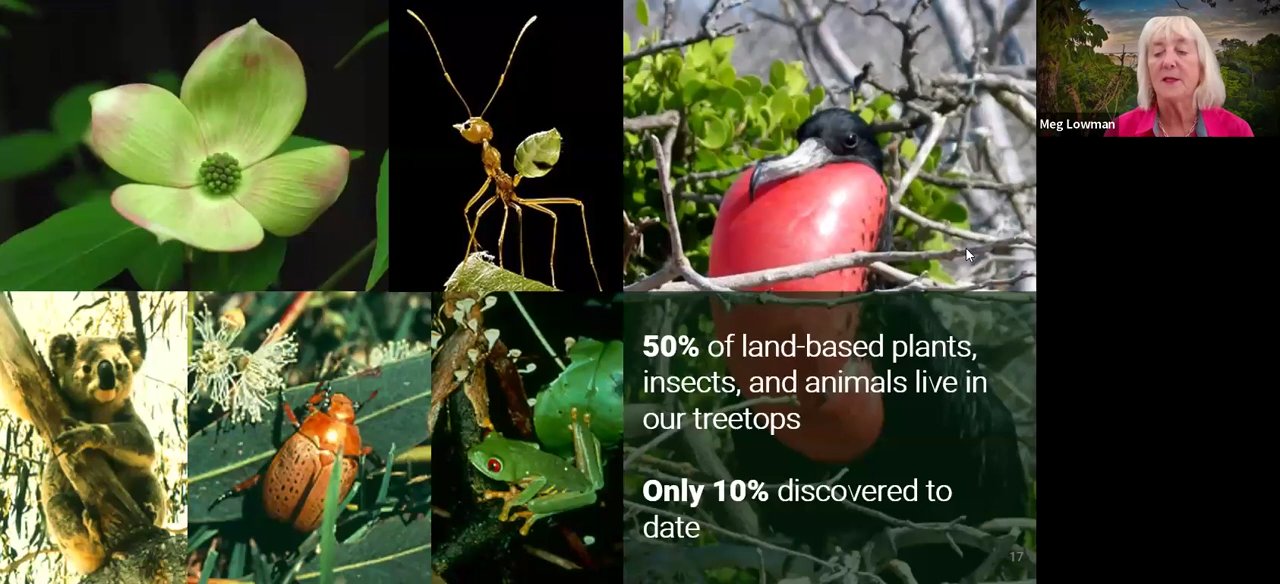 Meg Lowman
50% of land-based plants,
insects, and animals live in
our treetops
Only 10% discovered to
date
17